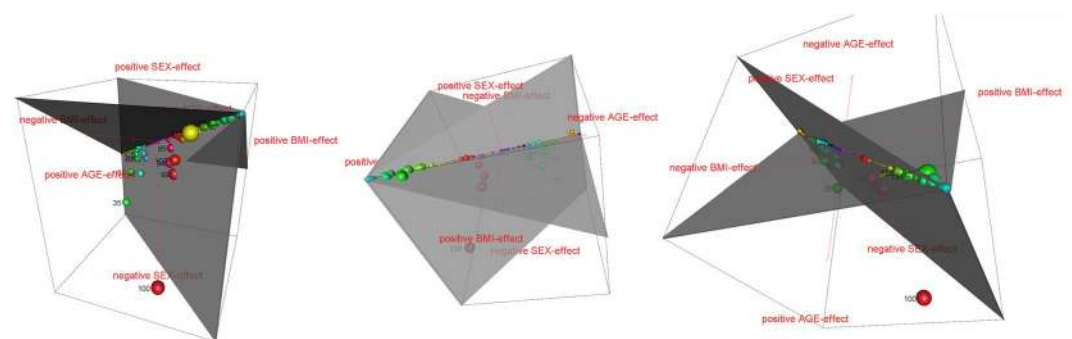 positive SEX-effect
negative BMI-effect
positive BMI-effect
positive AGE-effect
35
negative SEX-effect
100
positive SEX-effect
negative BMI-effect
negative AGE-effect
positive
positive BMI-effect
100
negative SEX-effect
negative AGE-effect
positive SEX-effect
positive BMI-effect
negative BMI-effect
negative SEX-effect
100
positive AGE-effect